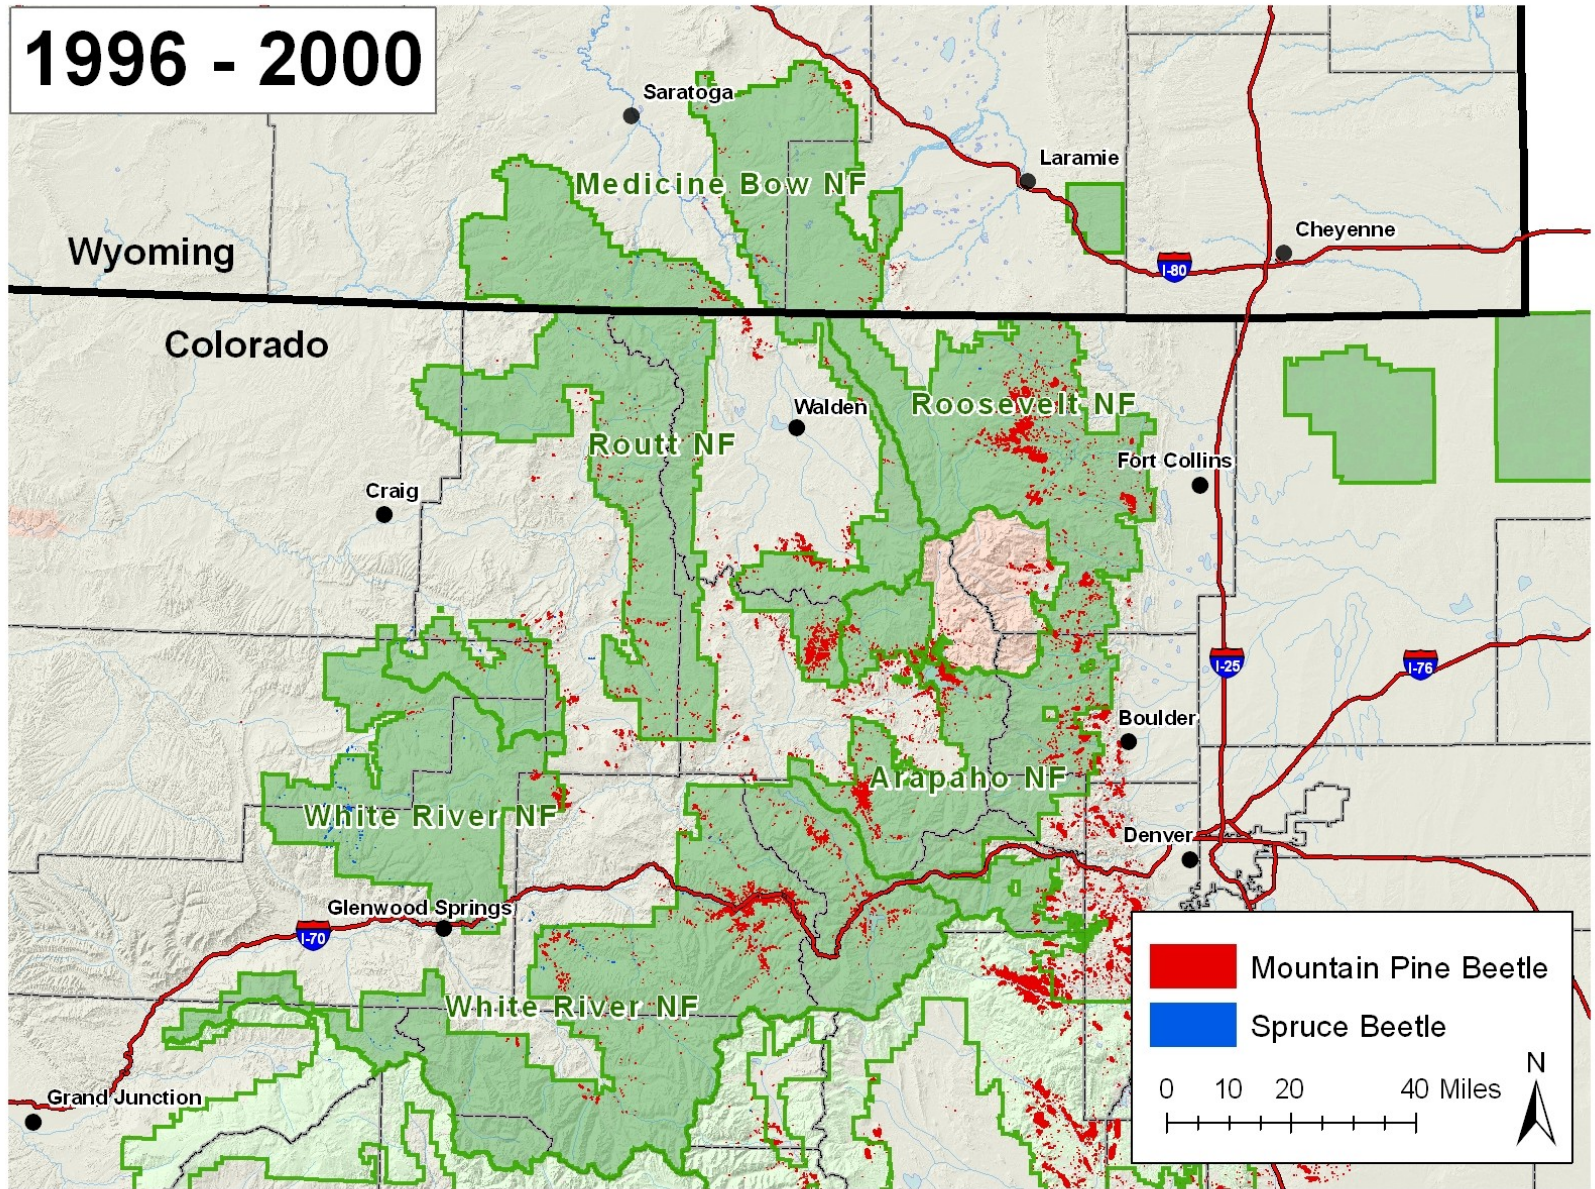 1996 - 2000
Saratoga
Laramie
Medicine Bow NF
Cheyenne
Wyoming
I-80
Colorado
Walden
Roosevelt NF
Routt NF
Fort Collins
Craig
I-25
I-76
Boulder
Arapaho NF
White River NF
Denver
Glenwood Springs
I-70
Mountain Pine Beetle
White River NF
Spruce Beetle
N
0 10 20 40 Miles
Grand Junction